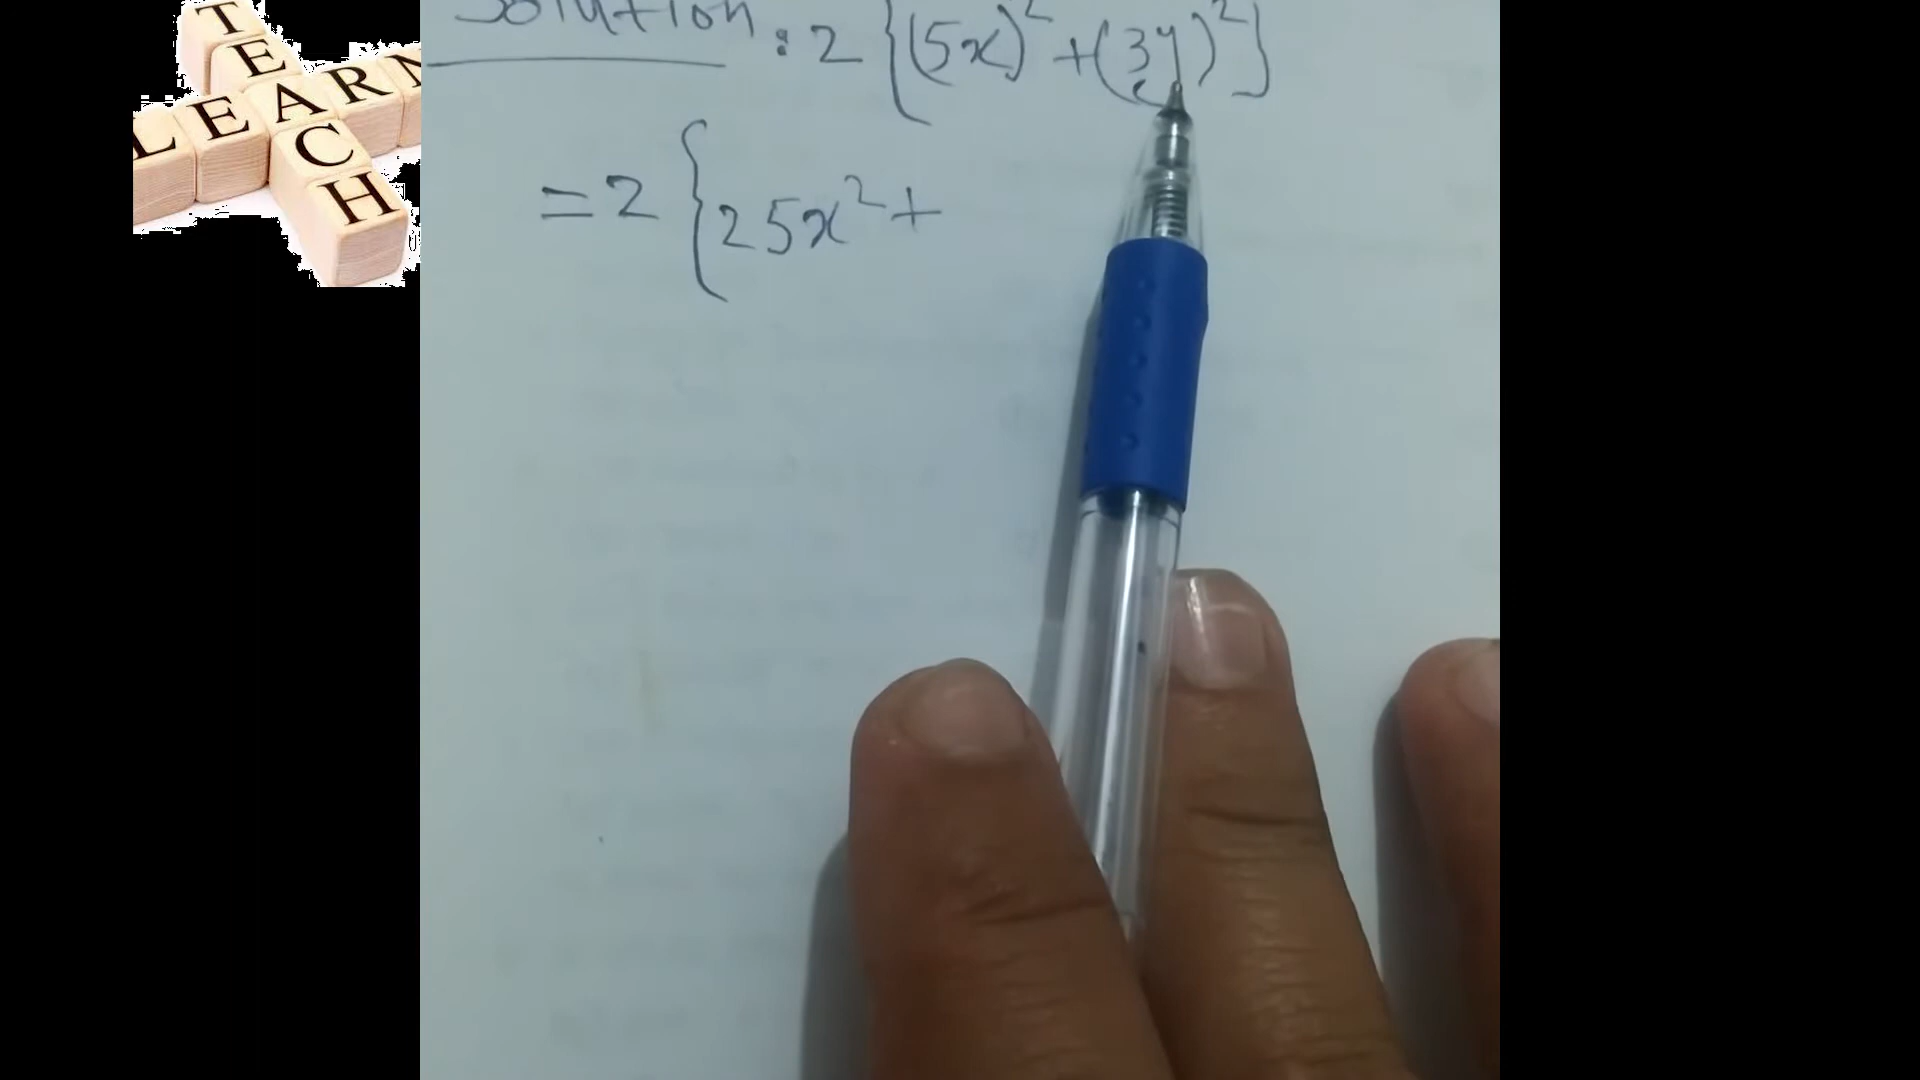 TEACH
LEARN
Solution : 2 {(5x)² + (3y)²}
= 2 {25x² +